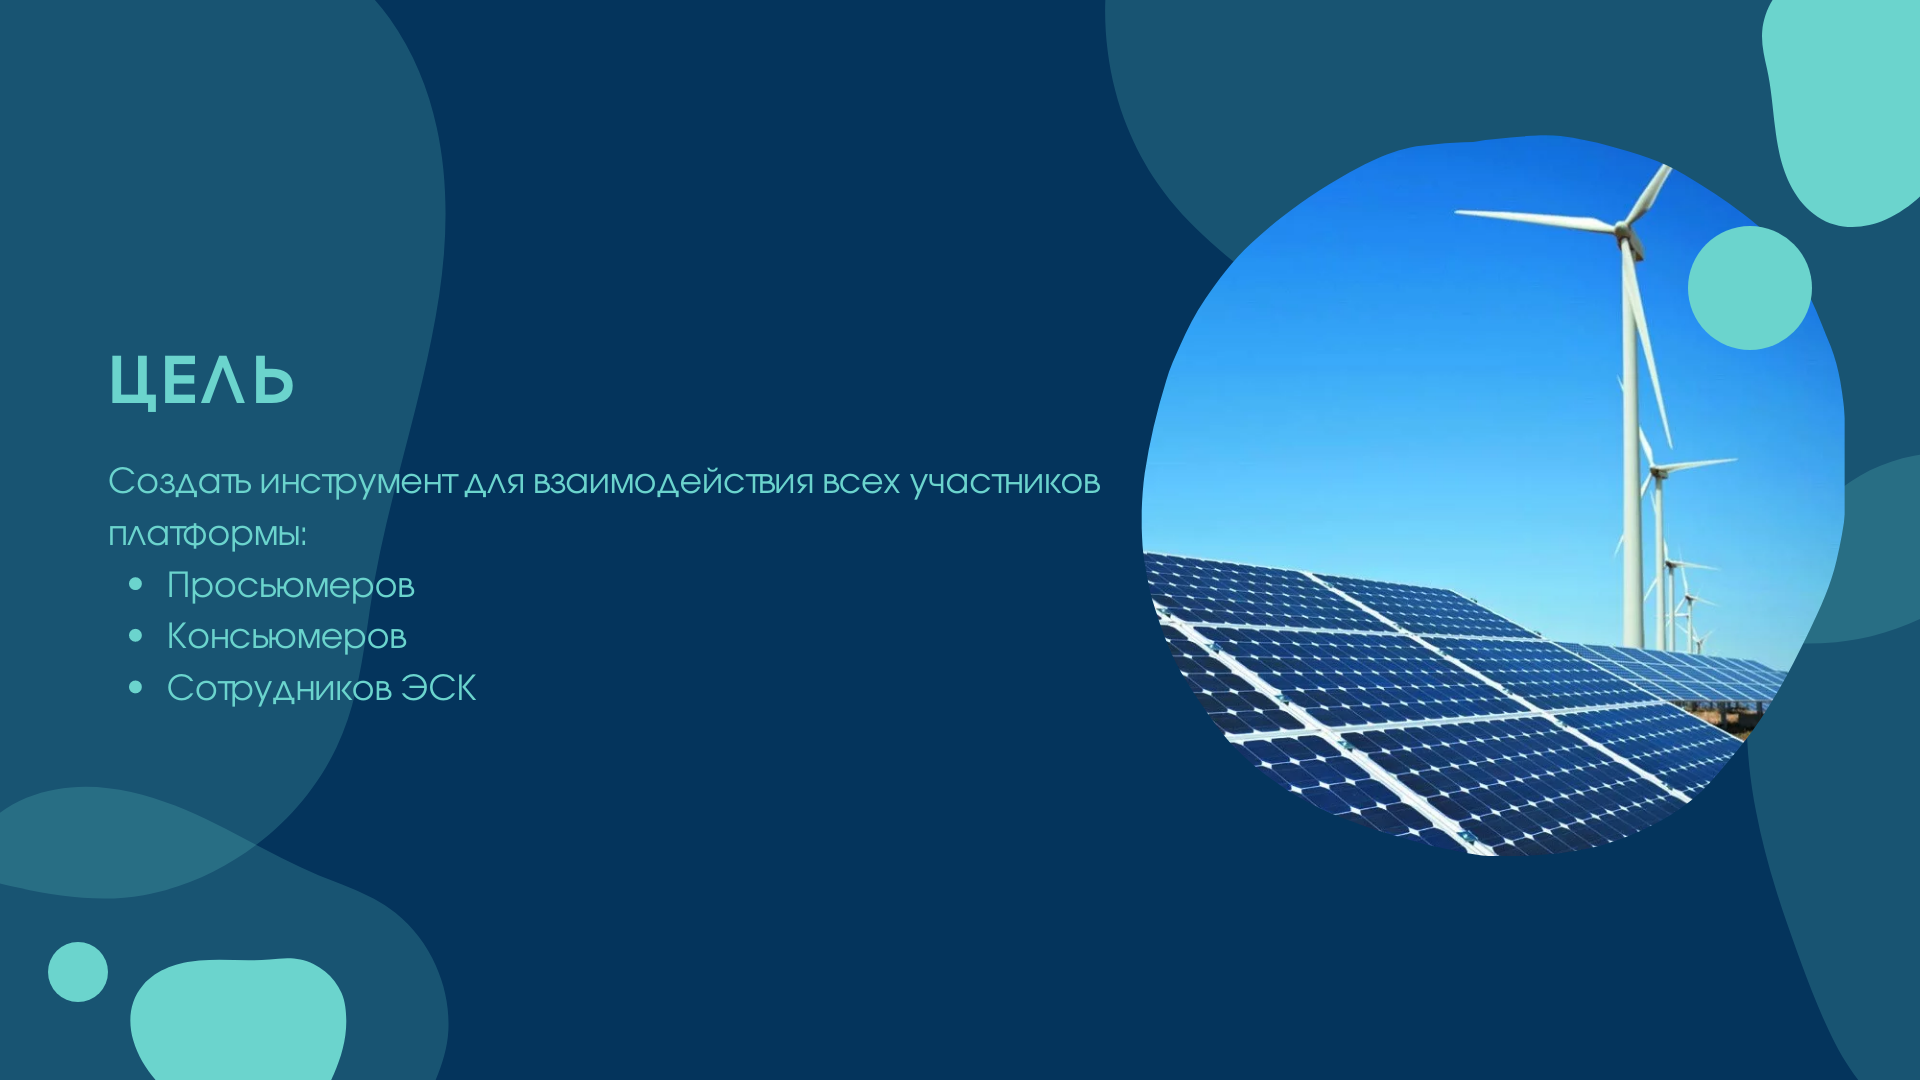 ЦЕЛЬ
Создать инструмент для взаимодействия всех участников
платформы:
• Просьюмеров
• Консьюмеров
• Сотрудников ЭСК